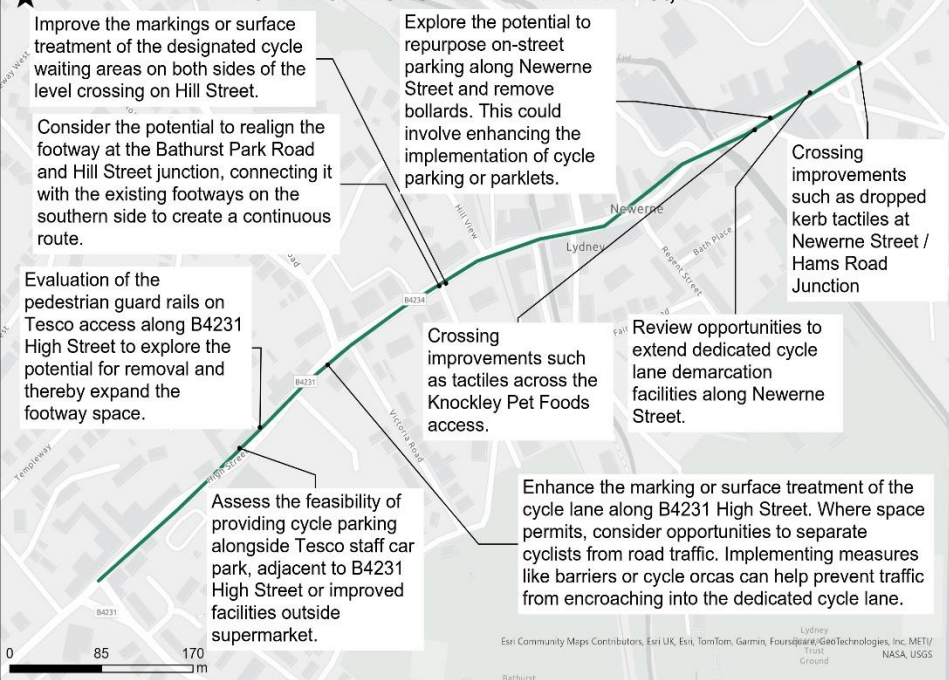 Improve the markings or surface
treatment of the designated cycle
waiting areas on both sides of the
level crossing on Hill Street.
Consider the potential to realign the
footway at the Bathurst Park Road
and Hill Street junction, connecting it
with the existing footways on the
southern side to create a continuous
route.
Evaluation of the
pedestrian guard rails on
Tesco access along B4231
High Street to explore the
potential for removal and
thereby expand the
footway space.
Explore the potential to
repurpose on-street
parking along Newerne
Street and remove
bollards. This could
involve enhancing the
implementation of cycle
parking or parklets.
Crossing
improvements
such as dropped
kerb tactiles at
Newerne Street /
Hams Road
Junction
Crossing
improvements such
as tactiles across the
Knockley Pet Foods
access.
Review opportunities to
extend dedicated cycle
lane demarcation
facilities along Newerne
Street.
Assess the feasibility of
providing cycle parking
alongside Tesco staff car
park, adjacent to B4231
High Street or improved
facilities outside
supermarket.
Enhance the marking or surface treatment of the
cycle lane along B4231 High Street. Where space
permits, consider opportunities to separate
cyclists from road traffic. Implementing measures
like barriers or cycle orcas can help prevent traffic
from encroaching into the dedicated cycle lane.
Hill View
Newerne
Lydney
Bath Place
Regent Street
B4234
B4231
Victoria Road
Templeway
High Street
B4231
Lydney
Trust
Ground
Bathurst
Esri Community Maps Contributors, Esri UK, Esri, TomTom, Garmin, Foursquare, GeoTechnologies, Inc, METI/
NASA, USGS
0 85 170
m